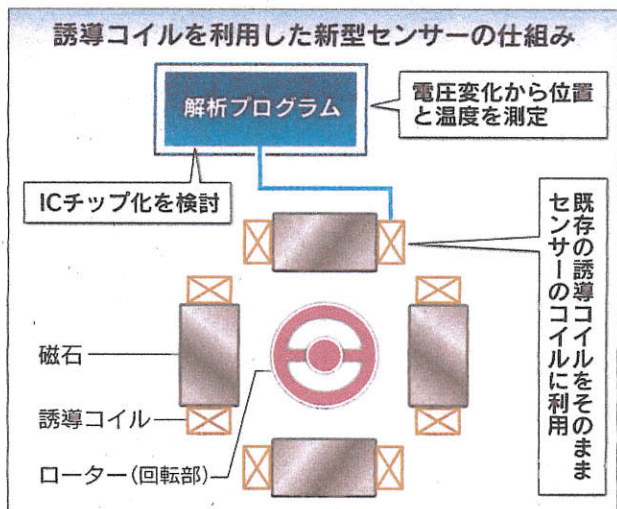 誘導コイルを利用した新型センサーの仕組み
解析プログラム
電圧変化から位置
と温度を測定
ICチップ化を検討
既存の誘導コイルをそのまま
センサーのコイルに利用
磁石
誘導コイル
ローター(回転部)